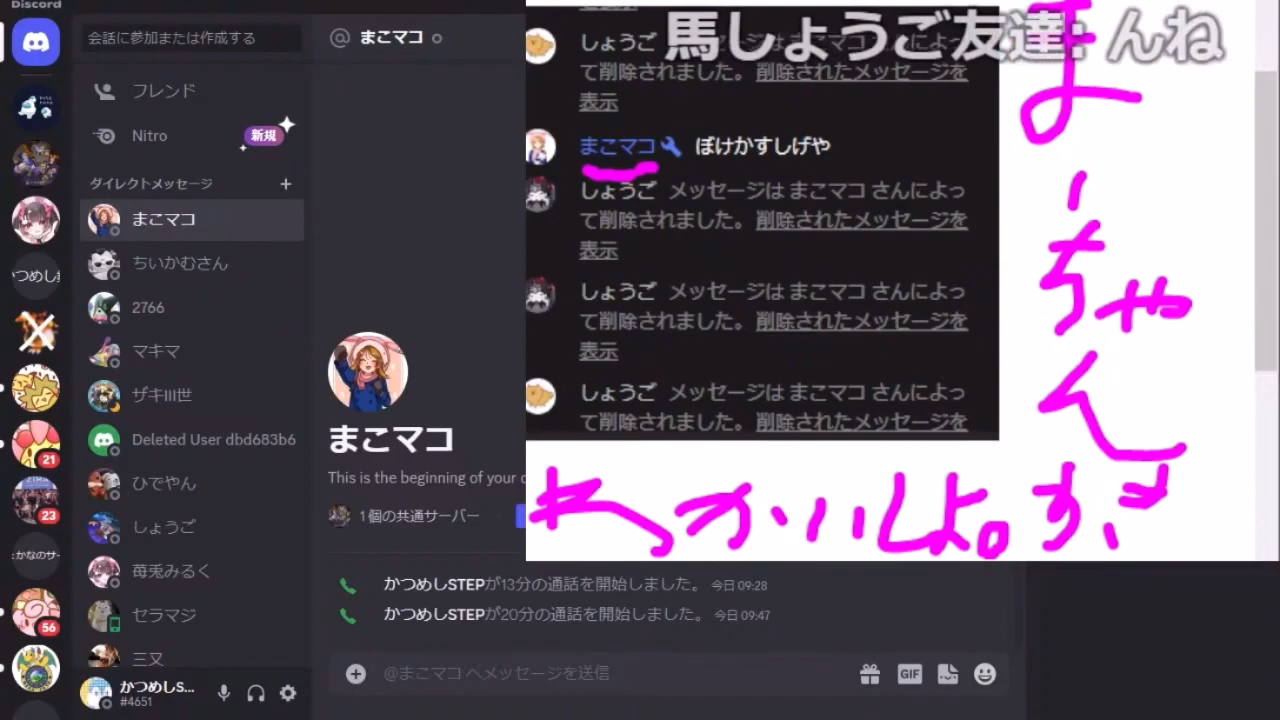 Discord
会話に参加または作成する
フレンド
Nitro
新規
ダイレクトメッセージ
まこマコ
ちいかむさん
2766
マキマ
ザキIII世
Deleted User dbd683b6
ひでやん
しょうご
苺兎みるく
セラマジ
三又
かつめしS...
#4651
21
23
56
まこマコ
まこマコ
This is the beginning of your
1個の共通サーバー
かつめしSTEPが13分の通話を開始しました。 今日 09:28
かつめしSTEPが20分の通話を開始しました。 今日 09:47
@まこマコ へメッセージを送信
GIF
馬しょうご友達: んね
しょうご
て削除されました。削除されたメッセージを
表示
まこマコ ぼけかすしげや
しょうご メッセージは まこマコ さんによっ
て削除されました。削除されたメッセージを
表示
しょうご メッセージは まこマコ さんによっ
て削除されました。削除されたメッセージを
表示
しょうご メッセージは まこマコ さんによっ
て削除されました。削除されたメッセージを
まーちゃん